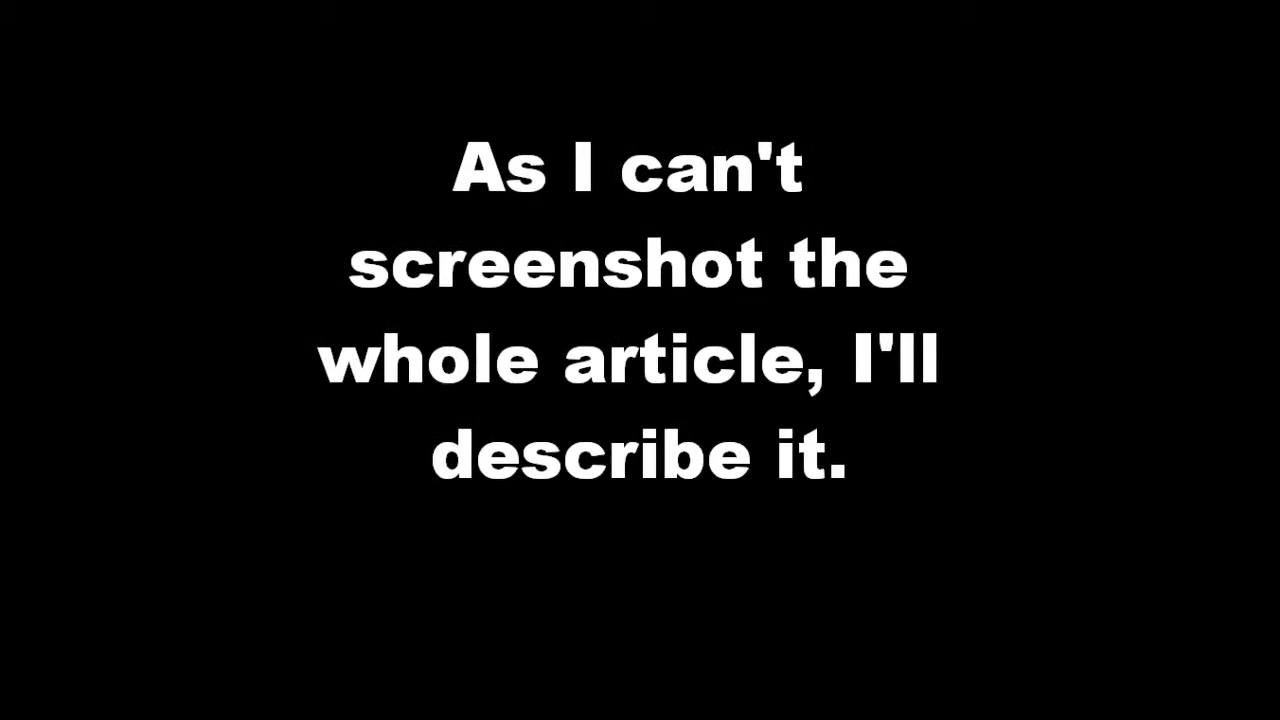 As I can't
screenshot the
whole article, I'll
describe it.